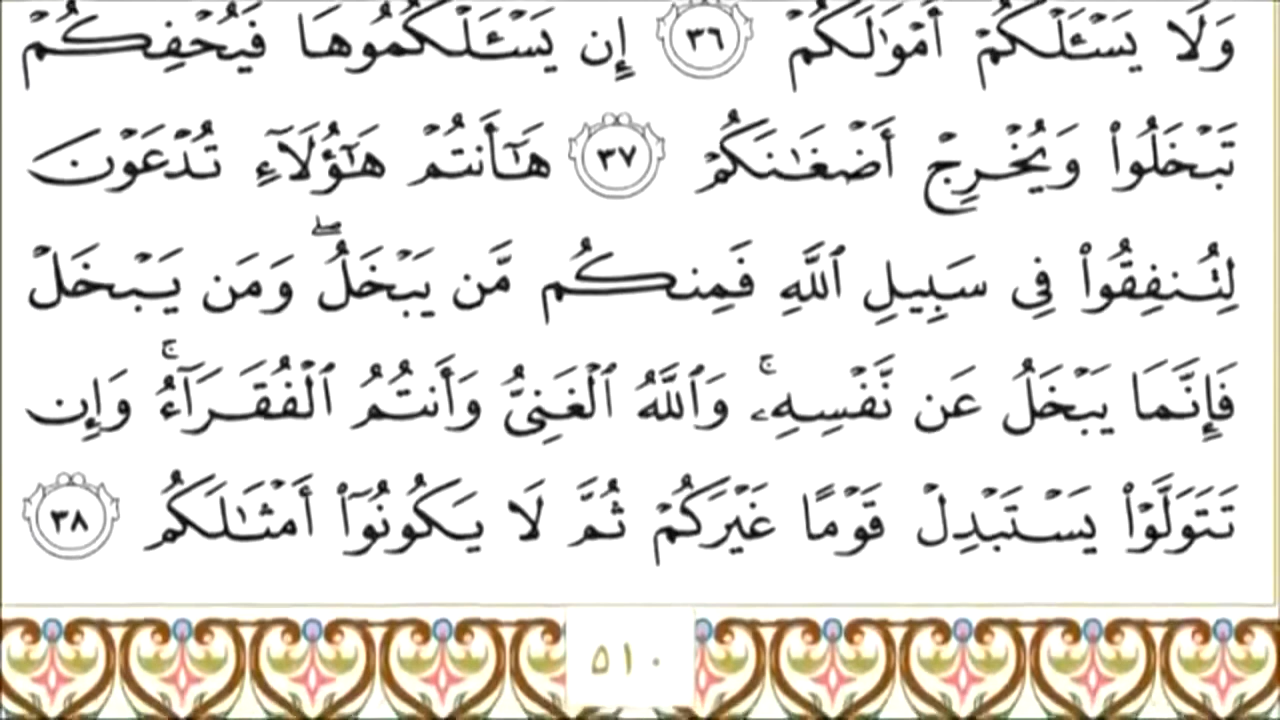 وَلَا يَسْـَٔلْكُمْ أَمْوَٰلَكُمْ ٣٦ إِن يَسْـَٔلْكُمُوهَا فَيُحْفِكُمْ
تَبْخَلُوا۟ وَيُخْرِجْ أَضْغَـٰنَكُمْ ٣٧ هَـٰٓأَنتُمْ هَـٰٓؤُلَآءِ تُدْعَوْنَ
لِتُنفِقُوا۟ فِى سَبِيلِ ٱللَّهِ فَمِنكُم مَّن يَبْخَلُ ۖ وَمَن يَبْخَلْ
فَإِنَّمَا يَبْخَلُ عَن نَّفْسِهِۦ ۚ وَٱللَّهُ ٱلْغَنِىُّ وَأَنتُمُ ٱلْفُقَرَآءُ ۚ وَإِن
تَتَوَلَّوْا۟ يَسْتَبْدِلْ قَوْمًا غَيْرَكُمْ ثُمَّ لَا يَكُونُوٓا۟ أَمْثَـٰلَكُم ٣٨
٥١٠